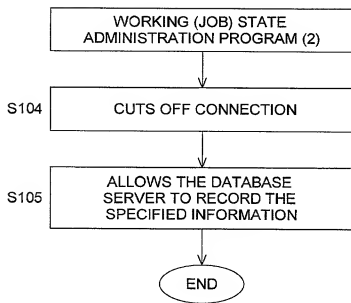 WORKING (JOB) STATE
ADMINISTRATION PROGRAM (2)
S104
CUTS OFF CONNECTION
S105
ALLOWS THE DATABASE
SERVER TO RECORD THE
SPECIFIED INFORMATION
END